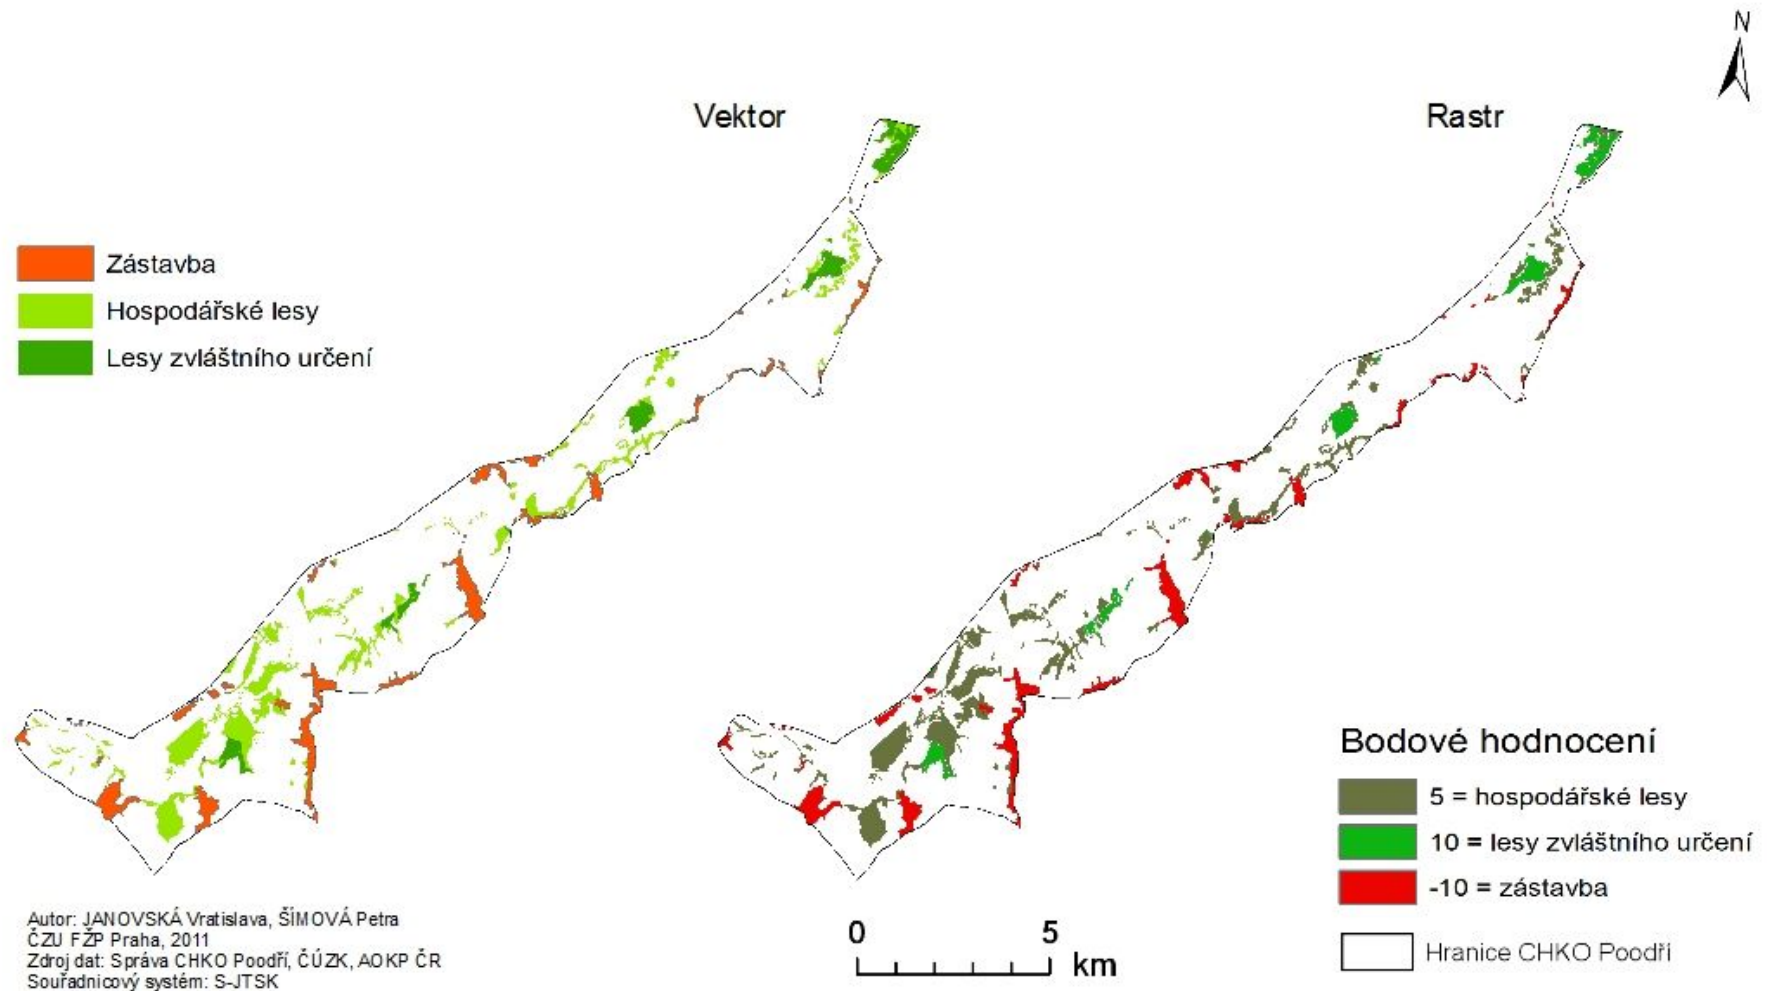 N
Vektor
Rastr
Zástavba
Hospodářské lesy
Lesy zvláštního určení
Bodové hodnocení
5 = hospodářské lesy
10 = lesy zvláštního určení
-10 = zástavba
Hranice CHKO Poodří
Autor: JANOVSKÁ Vratislava, ŠÍMOVÁ Petra
ČZU FŽP Praha, 2011
Zdroj dat: Správa CHKO Poodří, ČÚZK, AOKP ČR
Souřadnicový systém: S-JTSK
0 5
km